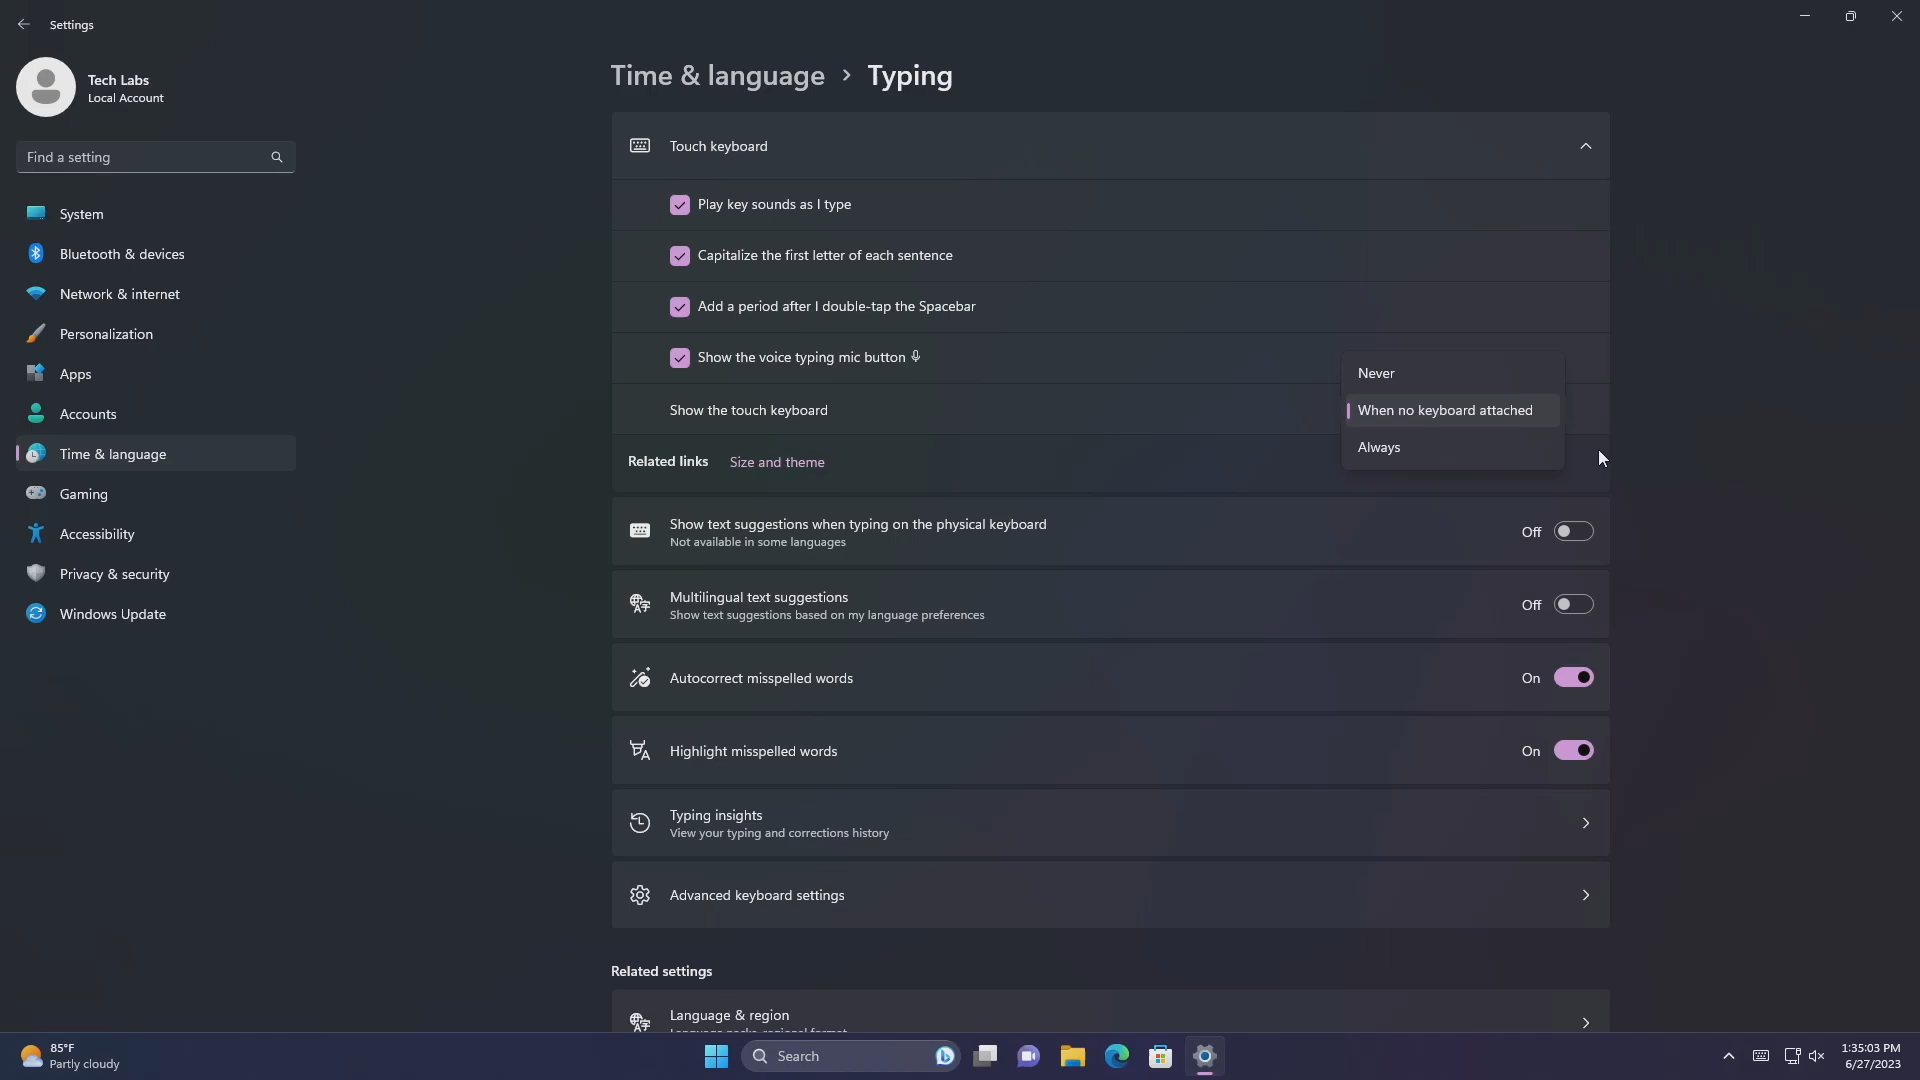 Settings
Tech Labs
Local Account
Find a setting
System
Bluetooth & devices
Network & internet
Personalization
Apps
Accounts
Time & language
Gaming
Accessibility
Privacy & security
Windows Update
Time & language > Typing
Touch keyboard
Play key sounds as I type
Capitalize the first letter of each sentence
Add a period after I double-tap the Spacebar
Show the voice typing mic button
Show the touch keyboard
Never
When no keyboard attached
Always
Related links Size and theme
Show text suggestions when typing on the physical keyboard
Not available in some languages
Off
Multilingual text suggestions
Show text suggestions based on my language preferences
Off
Autocorrect misspelled words
On
Highlight misspelled words
On
Typing insights
View your typing and corrections history
Advanced keyboard settings
Related settings
Language & region
85°F
Partly cloudy
Search
1:35:03 PM
6/27/2023